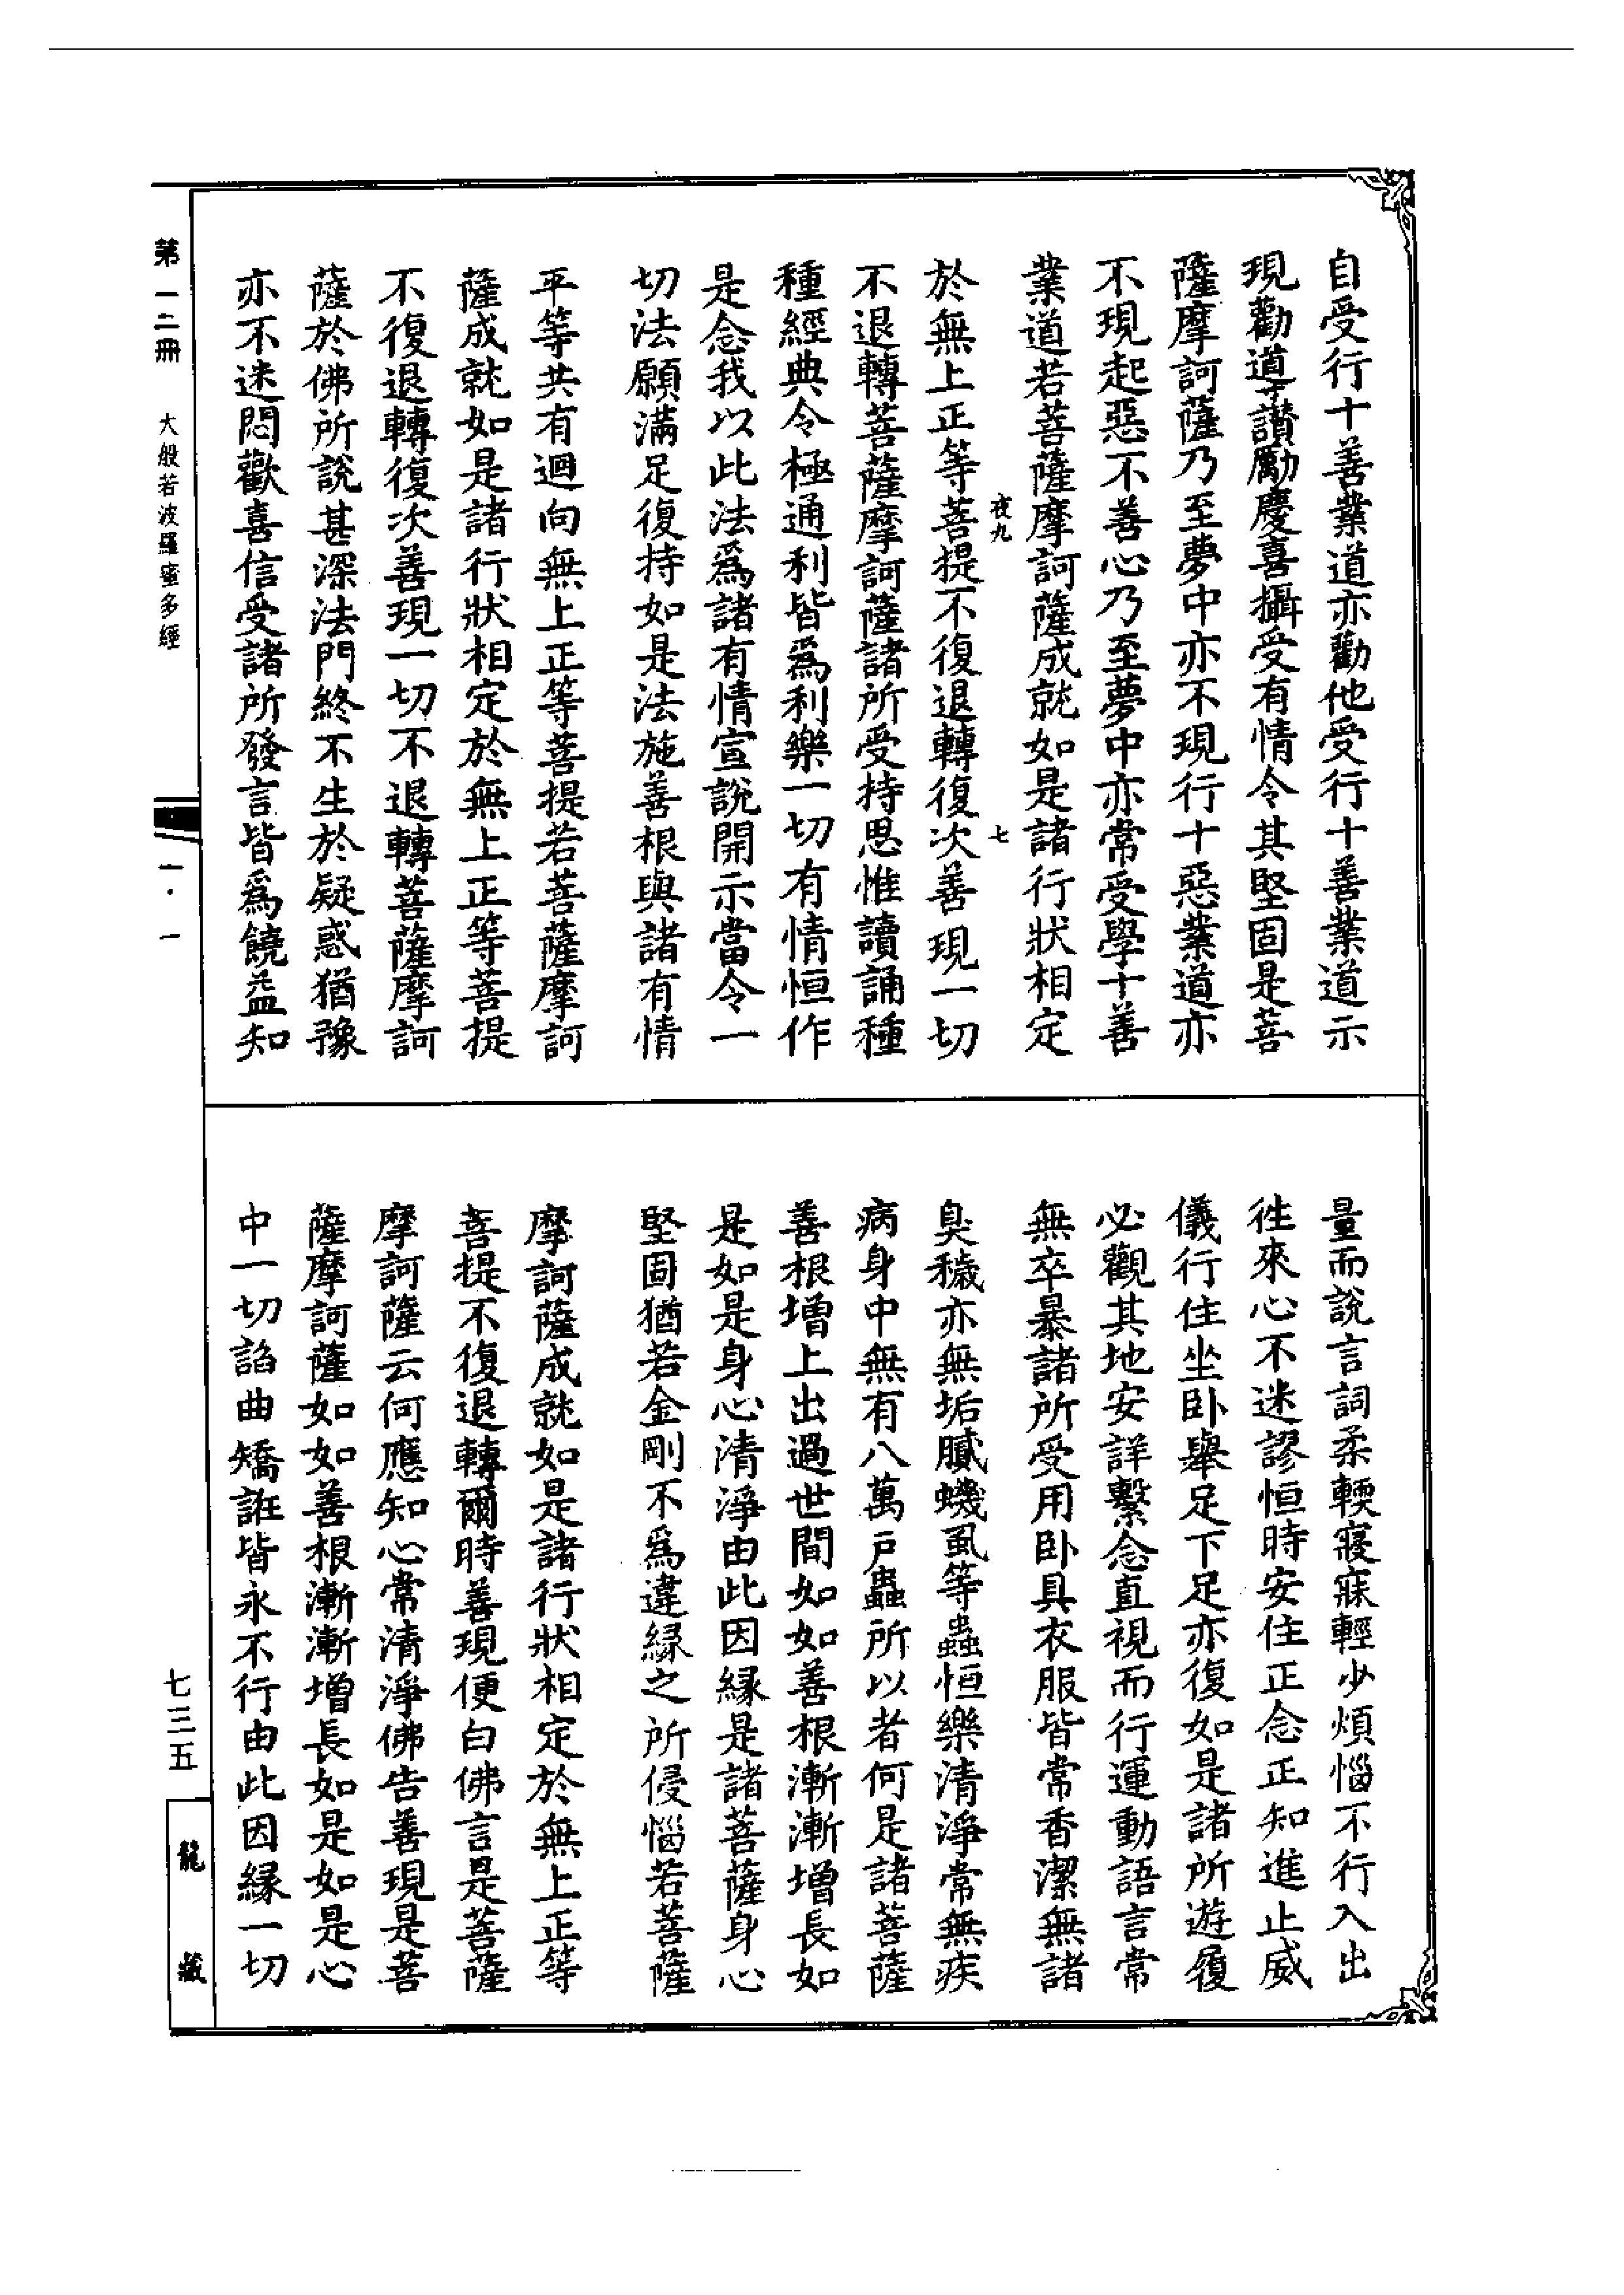 自受行十善業道亦勸他受行十善業道示
現勸導讃勵慶喜攝受有情令其堅固是菩
薩摩訶薩乃至夢中亦不現行十惡業道亦
不現起惡不善心乃至夢中亦常受學十善
業道若菩薩摩訶薩成就如是諸行狀相定
夜九 七
於無上正等菩提不復退轉復次善現一切
不退轉菩薩摩訶薩諸所受持思惟讀誦種
種經典令極通利皆爲利樂一切有情恒作
是念我以此法爲諸有情宣說開示當令一
切法願滿足復持如是法施善根與諸有情
平等共有迴向無上正等菩提若菩薩摩訶
薩成就如是諸行狀相定於無上正等菩提
不復退轉復次善現一切不退轉菩薩摩訶
薩於佛所說甚深法門終不生於疑惑猶豫
亦不迷悶歡喜信受諸所發言皆爲饒益知
量而說言詞柔輭寢寐輕少煩惱不行入出
徃來心不迷謬恒時安住正念正知進止威
儀行住坐卧舉足下足亦復如是諸所遊履
必觀其地安詳繫念直視而行運動語言常
無卒暴諸所受用卧具衣服皆常香潔無諸
臭穢亦無垢膩蟣虱等蟲恒樂清淨常無疾
病身中無有八萬戶蟲所以者何是諸菩薩
善根增上出過世間如如善根漸漸增長如
是如是身心清淨由此因緣是諸菩薩身心
堅固猶若金剛不爲違緣之所侵惱若菩薩
摩訶薩成就如是諸行狀相定於無上正等
菩提不復退轉爾時善現便白佛言是菩薩
摩訶薩云何應知心常清淨佛告善現是菩
薩摩訶薩如如善根漸漸增長如是如是心
中一切諂曲矯誑皆永不行由此因緣一切
第一二冊 大般若波羅蜜多經
一·一
七三五
龍藏